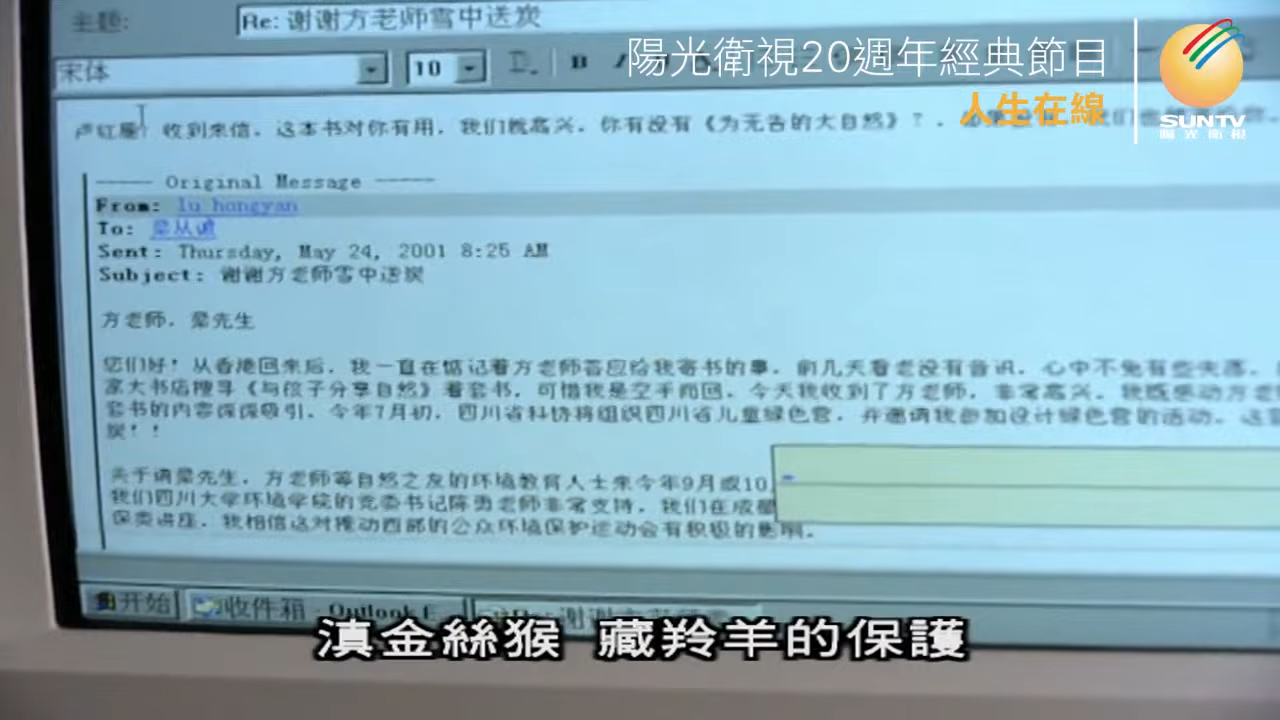 主题:
Re: 谢谢方老师雪中送炭
宋体
10
B
I
陽光衛視20週年經典節目
人生在線
SUNTV
陽光衛視
收到来信，这本书对你有用，我们就高兴，你有没有《为无告的大自然》？
----- Original Message -----
From: lu hongyan
To: 梁从诫
Sent: Thursday, May 24, 2001 8:25 AM
Subject: 谢谢方老师雪中送炭
方老师，梁先生
您们好！从香港回来后，我一直在惦记着方老师答应给我寄书的事，前几天看老没有音讯，心中不免有些失落，
家大书店搜寻《与孩子分享自然》着套书，可惜我是空手而回，今天我收到了方老师，非常高兴，我既感动方老
套书的内容深深吸引，今年7月初，四川省科协将组织四川省儿童绿色营，并邀请我参加设计绿色营的活动，这
炭！！
关于请梁先生，方老师等自然之友的环境教育人士来今年9月或10
我们四川大学环境学院的党委书记陈勇老师非常支持，我们在成
保类讲座，我相信这对推动西部的公众环境保护运动会有积极的影响。
开始
收件箱 - Outlook E
Re: 谢谢方老师雪
滇金絲猴 藏羚羊的保護